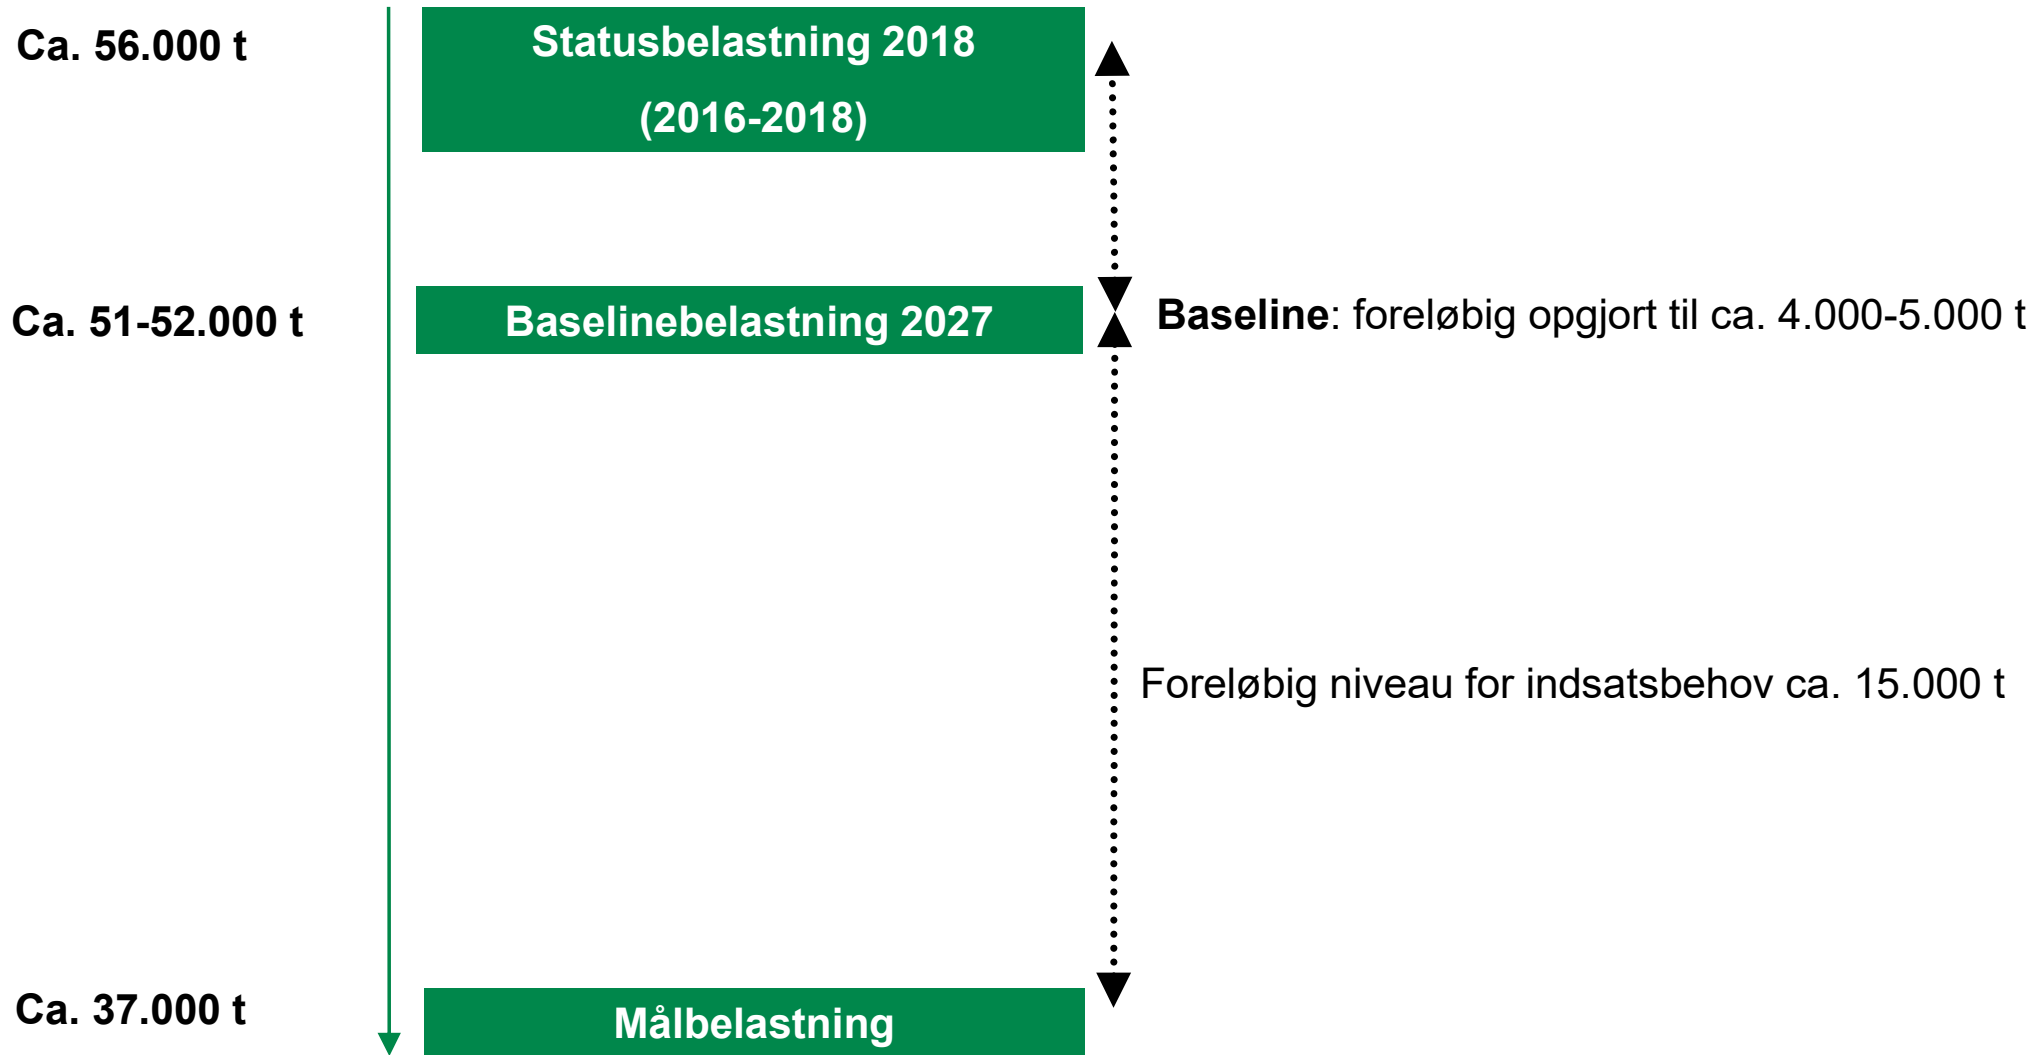 Ca. 56.000 t
Statusbelastning 2018
(2016-2018)
Ca. 51-52.000 t
Baselinebelastning 2027
Baseline: foreløbig opgjort til ca. 4.000-5.000 t
Foreløbig niveau for indsatsbehov ca. 15.000 t
Ca. 37.000 t
Målbelastning